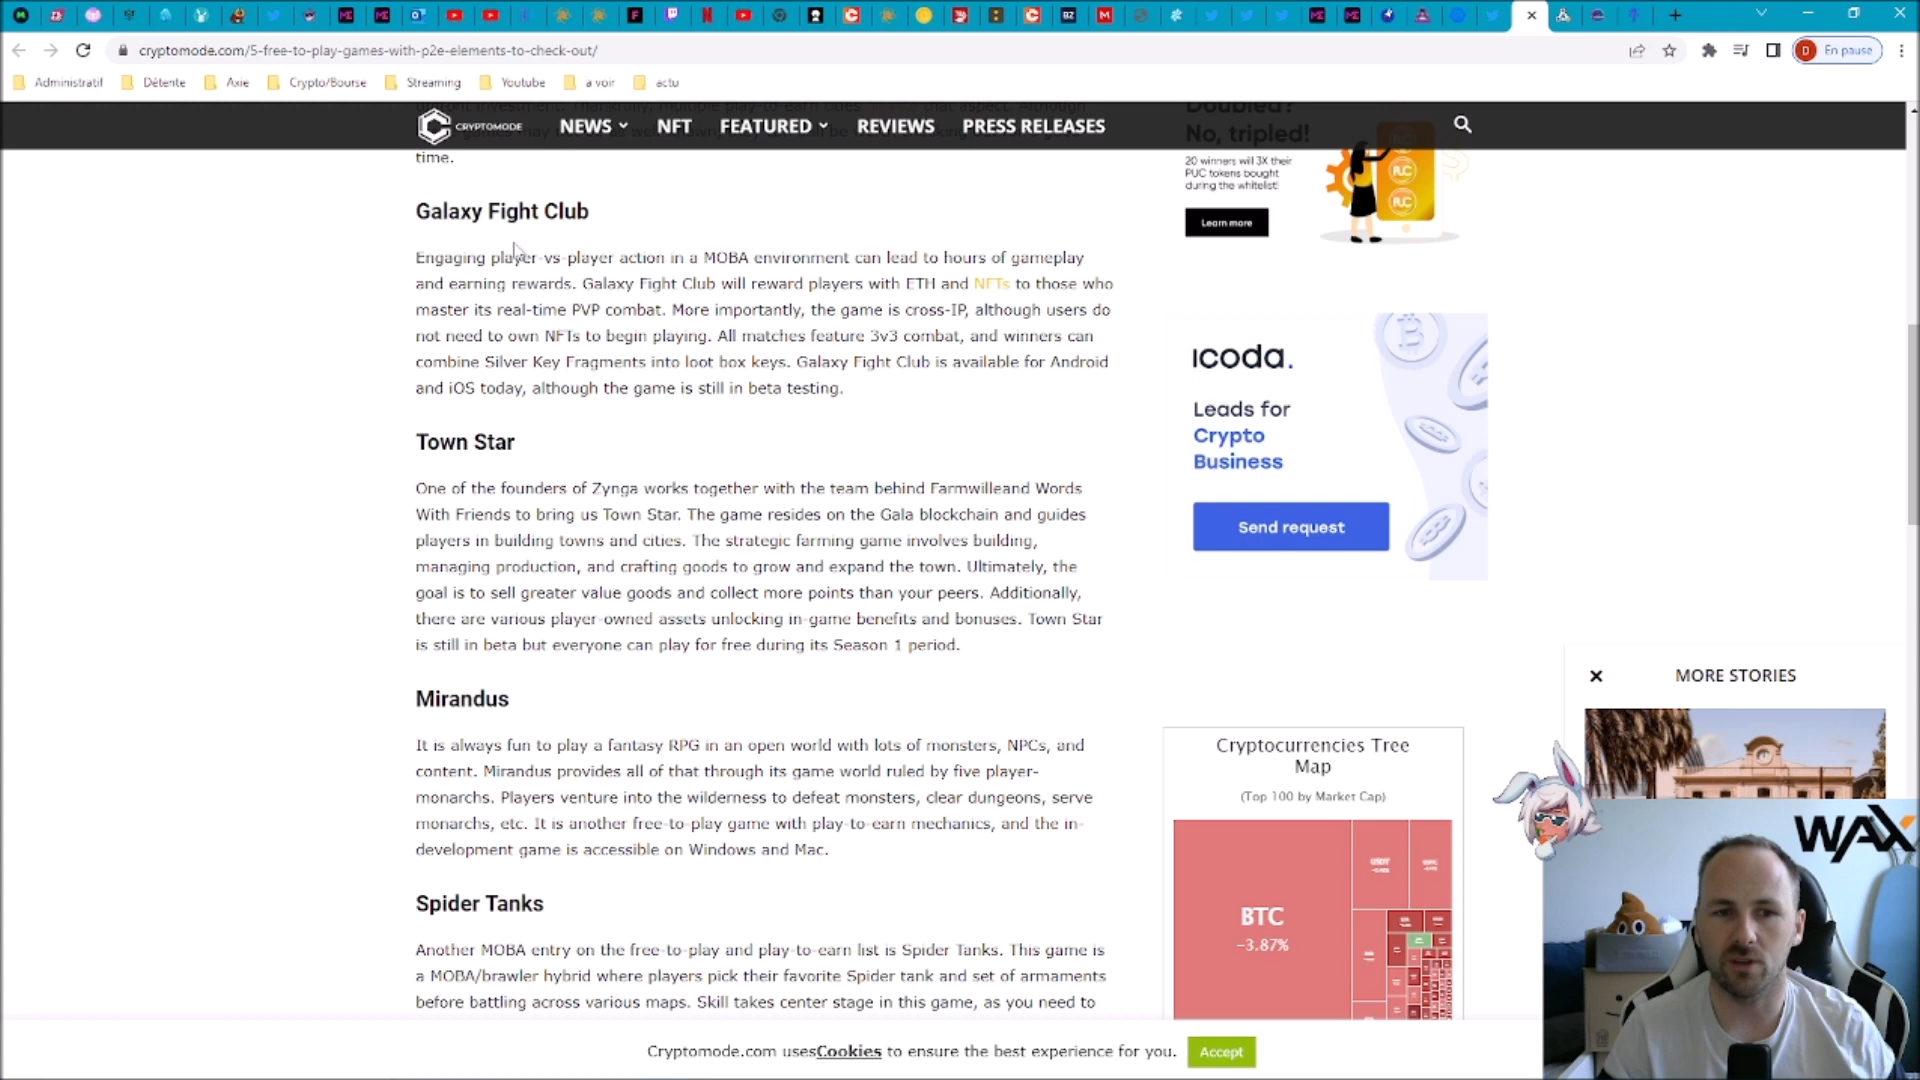 cryptomode.com/5-free-to-play-games-with-p2e-elements-to-check-out/
D En pause
Administratif
Détente
Axie
Crypto/Bourse
Streaming
Youtube
a voir
actu
CRYPTOMODE
NEWS
NFT
FEATURED
REVIEWS
PRESS RELEASES
time.
Galaxy Fight Club
Engaging player-vs-player action in a MOBA environment can lead to hours of gameplay
and earning rewards. Galaxy Fight Club will reward players with ETH and NFTs to those who
master its real-time PVP combat. More importantly, the game is cross-IP, although users do
not need to own NFTs to begin playing. All matches feature 3v3 combat, and winners can
combine Silver Key Fragments into loot box keys. Galaxy Fight Club is available for Android
and iOS today, although the game is still in beta testing.
Town Star
One of the founders of Zynga works together with the team behind Farmwilleand Words
With Friends to bring us Town Star. The game resides on the Gala blockchain and guides
players in building towns and cities. The strategic farming game involves building,
managing production, and crafting goods to grow and expand the town. Ultimately, the
goal is to sell greater value goods and collect more points than your peers. Additionally,
there are various player-owned assets unlocking in-game benefits and bonuses. Town Star
is still in beta but everyone can play for free during its Season 1 period.
Mirandus
It is always fun to play a fantasy RPG in an open world with lots of monsters, NPCs, and
content. Mirandus provides all of that through its game world ruled by five player-
monarchs. Players venture into the wilderness to defeat monsters, clear dungeons, serve
monarchs, etc. It is another free-to-play game with play-to-earn mechanics, and the in-
development game is accessible on Windows and Mac.
Spider Tanks
Another MOBA entry on the free-to-play and play-to-earn list is Spider Tanks. This game is
a MOBA/brawler hybrid where players pick their favorite Spider tank and set of armaments
before battling across various maps. Skill takes center stage in this game, as you need to
Doubled?
No, tripled!
20 winners will 3X their
PUC tokens bought
during the whitelist!
Learn more
PUC
PUC
PUC
icoda.
Leads for
Crypto
Business
Send request
Cryptocurrencies Tree
Map
(Top 100 by Market Cap)
BTC
-3.87%
USDT
MORE STORIES
WAX
Cryptomode.com usesCookies to ensure the best experience for you.
Accept